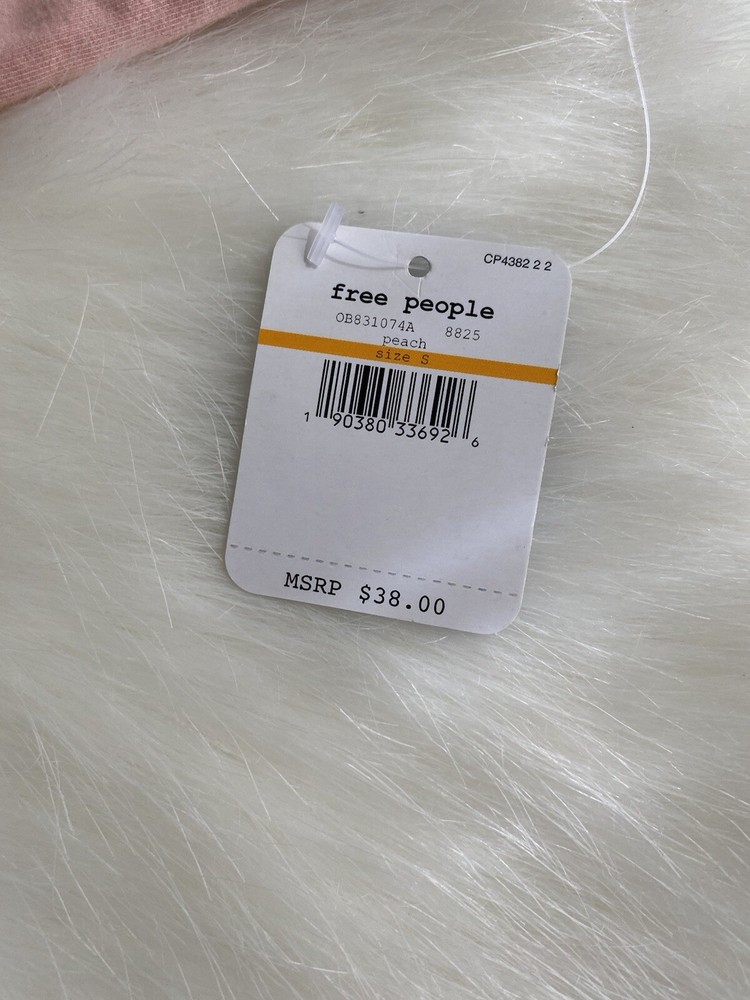 CP4382 2 2
free people
OB831074A 8825
peach
size S
1 90380 33692 6
MSRP $38.00